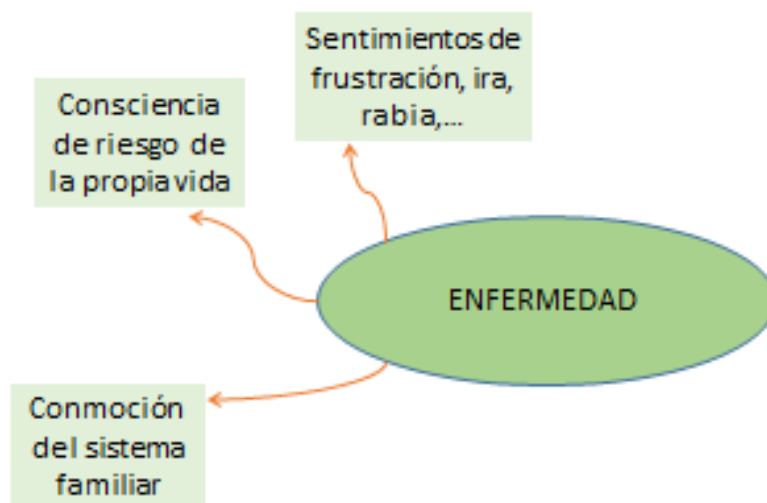 Sentimientos de
frustración, ira,
rabia,...
Consciencia
de riesgo de
la propia vida
ENFERMEDAD
Conmoción
del sistema
familiar